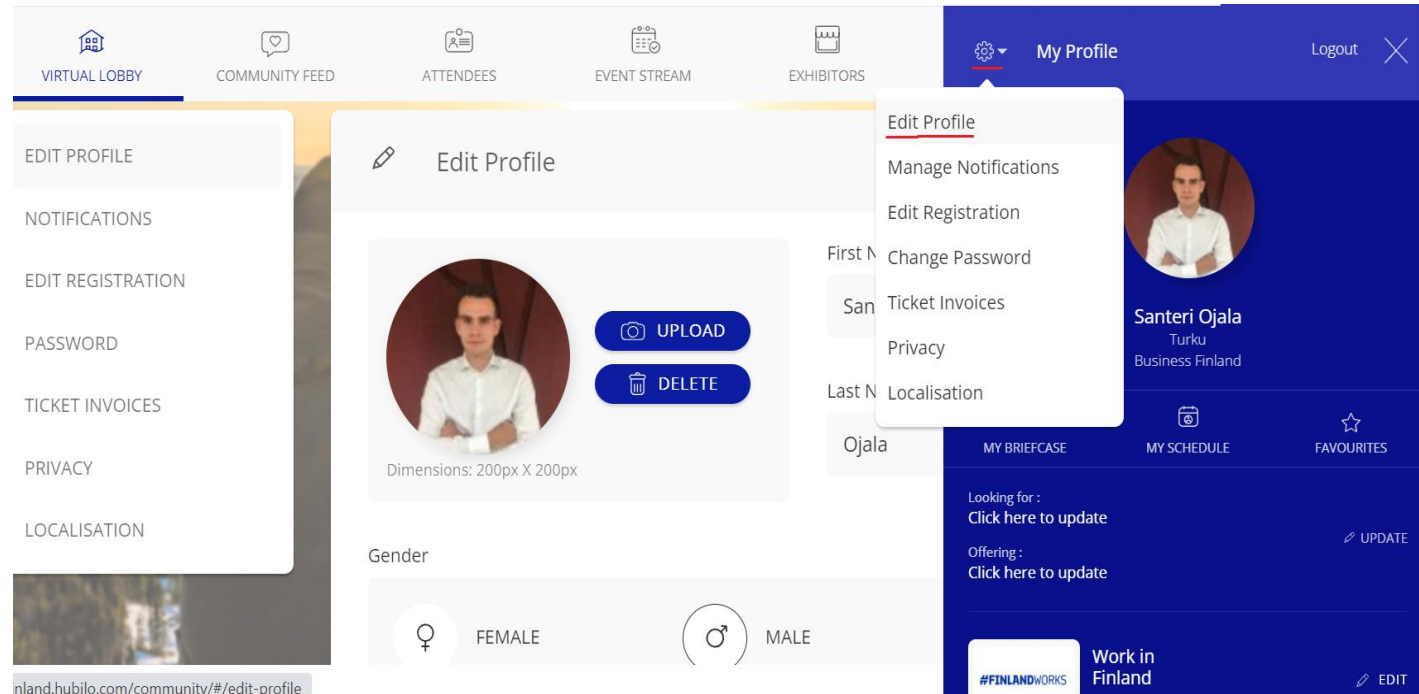 VIRTUAL LOBBY
COMMUNITY FEED
ATTENDEES
EVENT STREAM
EXHIBITORS
My Profile
Logout
EDIT PROFILE
NOTIFICATIONS
EDIT REGISTRATION
PASSWORD
TICKET INVOICES
PRIVACY
LOCALISATION
Edit Profile
UPLOAD
DELETE
Dimensions: 200px X 200px
First N
San
Last N
Ojala
Gender
FEMALE
MALE
Edit Profile
Manage Notifications
Edit Registration
Change Password
Ticket Invoices
Privacy
Localisation
Santeri Ojala
Turku
Business Finland
MY BRIEFCASE
MY SCHEDULE
FAVOURITES
Looking for :
Click here to update
UPDATE
Offering :
Click here to update
#FINLANDWORKS
Work in
Finland
EDIT
nland.hubilo.com/community/#/edit-profile